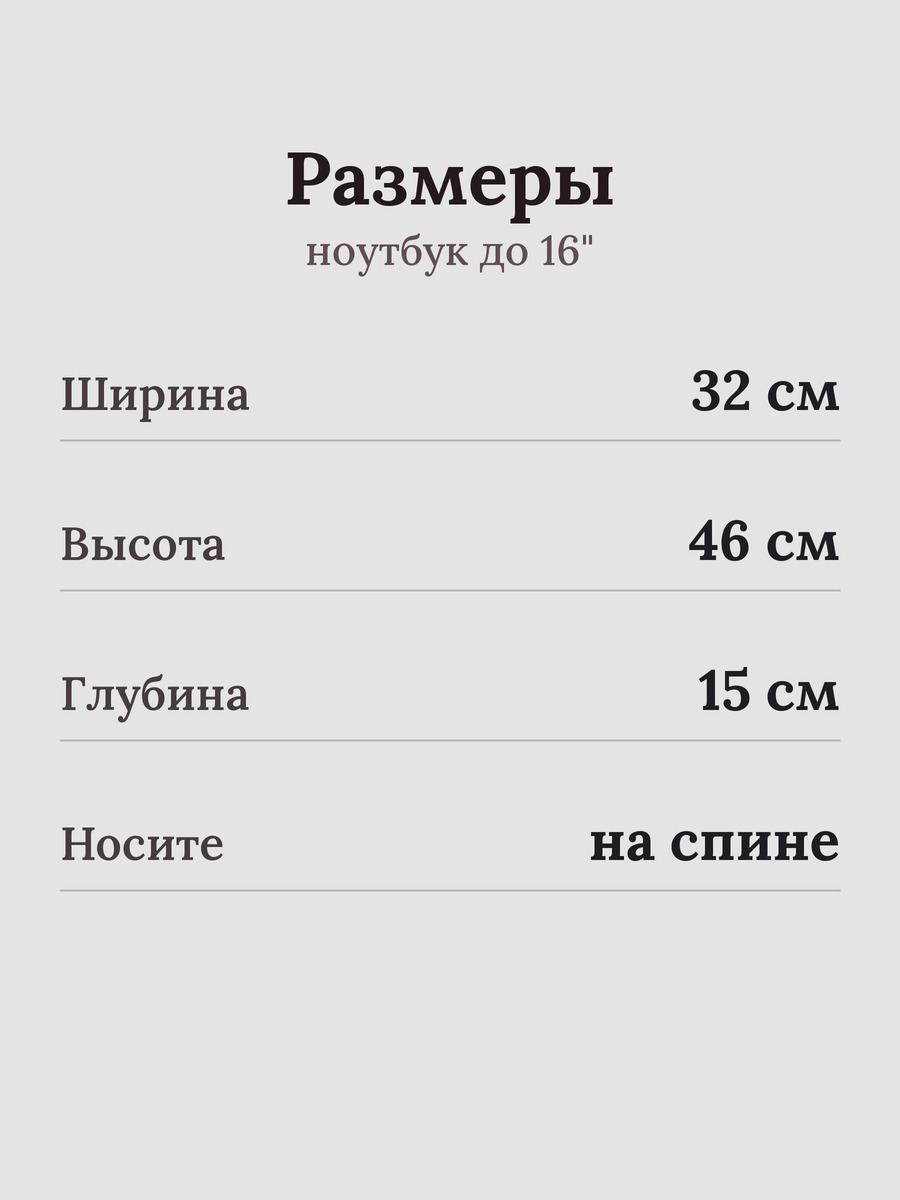 Размеры
ноутбук до 16"
Ширина 32 см
Высота 46 см
Глубина 15 см
Носите на спине